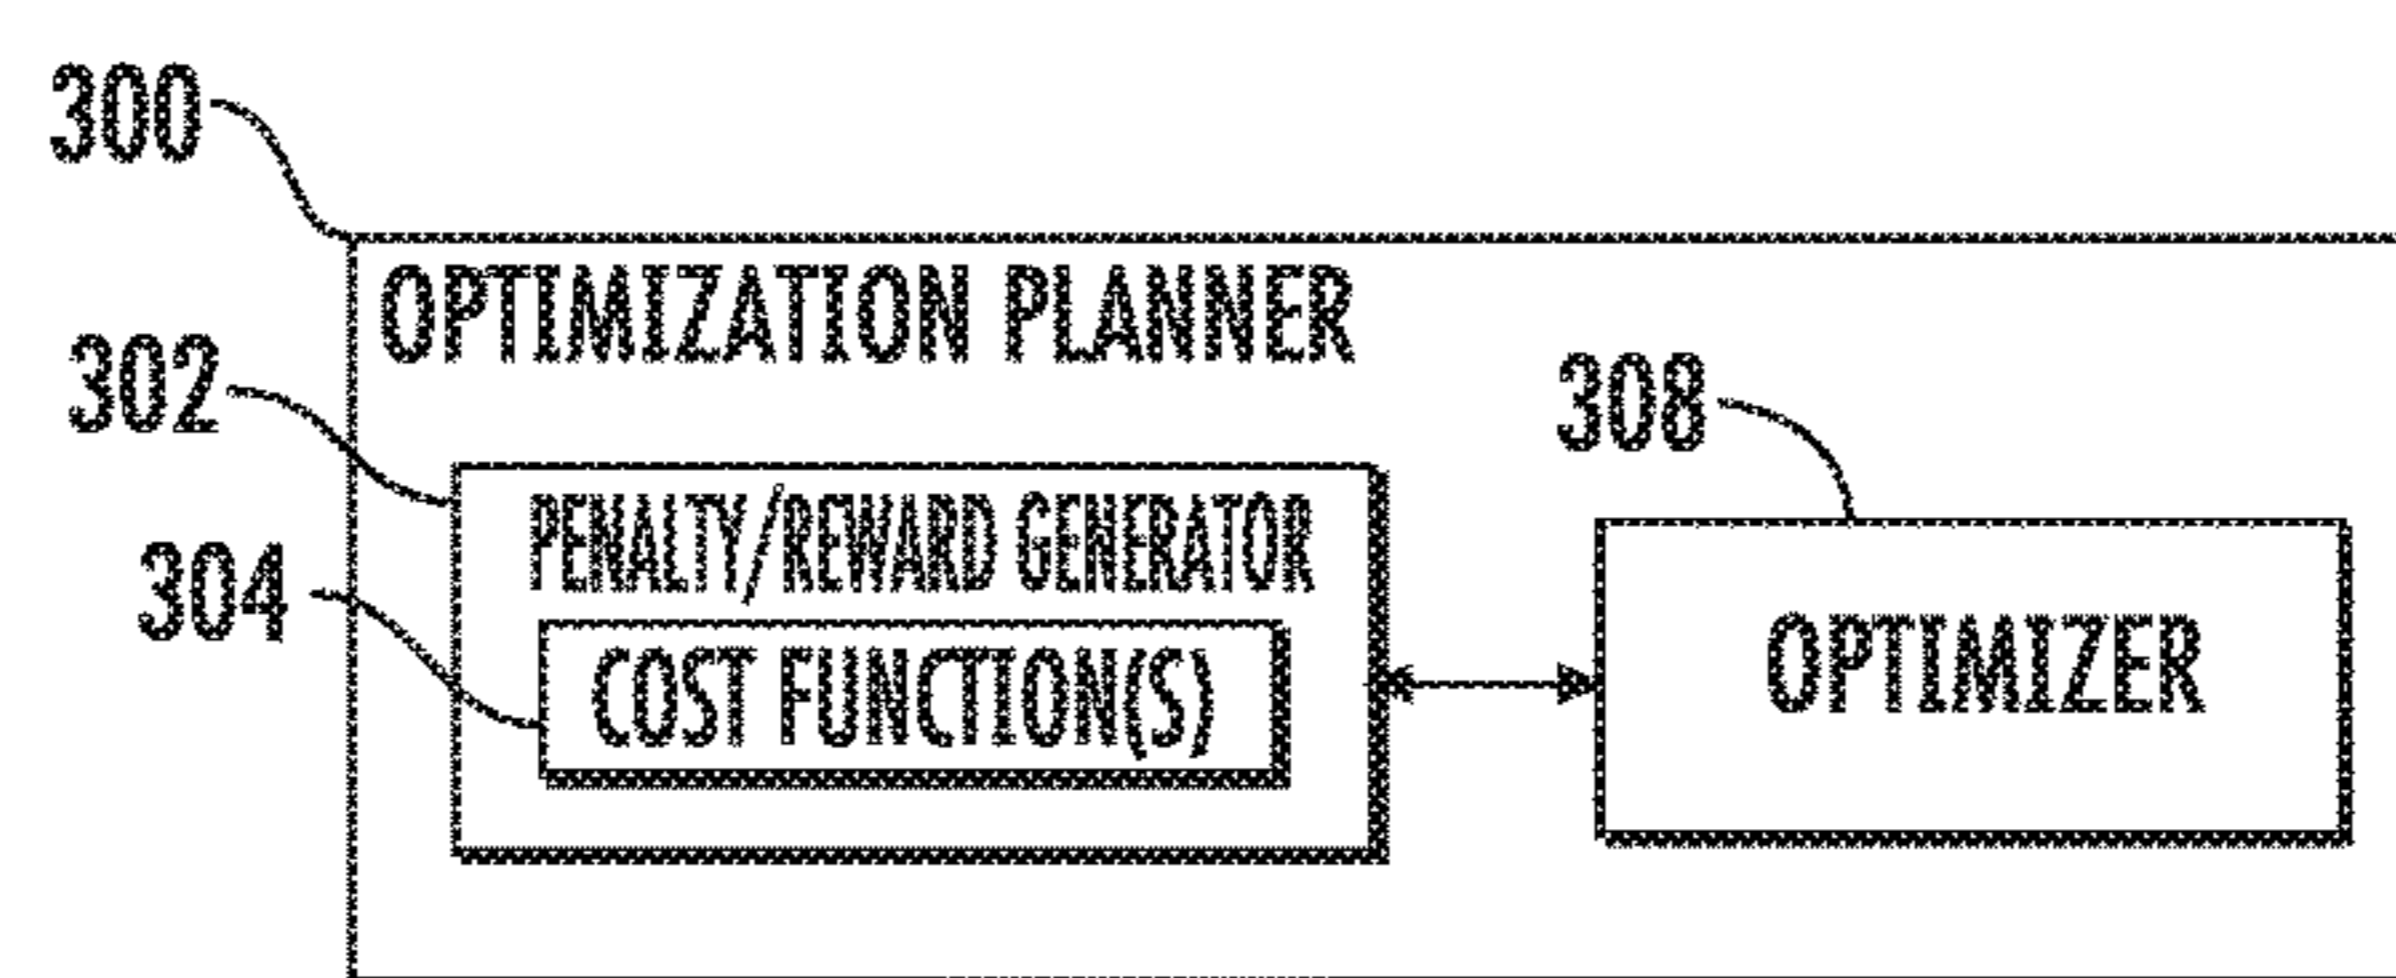 300
OPTIMIZATION PLANNER
302
308
PENALTY/REWARD GENERATOR
304
COST FUNCTION(S)
OPTIMIZER